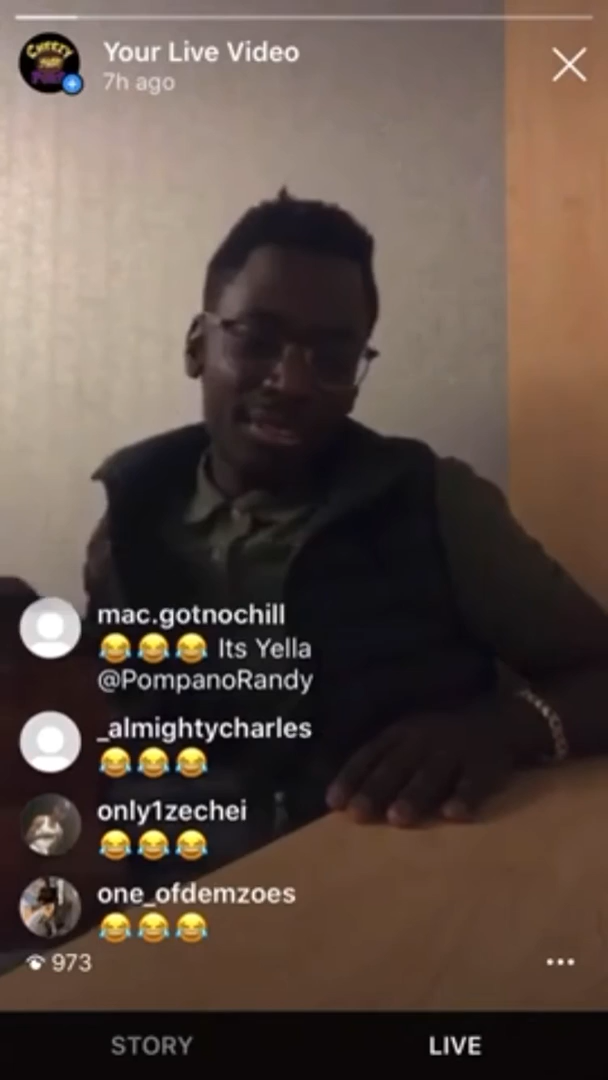 Your Live Video
7h ago
mac.gotnochill
😂😂😂 Its Yella
@PompanoRandy
_almightycharles
😂😂😂
only1zechei
😂😂😂
one_ofdemzoes
😂😂😂
973
STORY LIVE